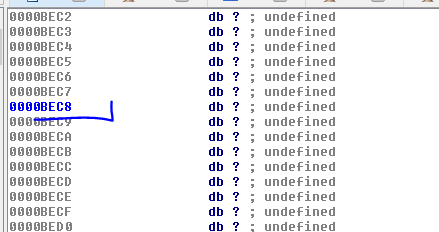 0000BEC2 db ? ; undefined
0000BEC3 db ? ; undefined
0000BEC4 db ? ; undefined
0000BEC5 db ? ; undefined
0000BEC6 db ? ; undefined
0000BEC7 db ? ; undefined
0000BEC8 db ? ; undefined
0000BEC9 db ? ; undefined
0000BECA db ? ; undefined
0000BECB db ? ; undefined
0000BECC db ? ; undefined
0000BECD db ? ; undefined
0000BECE db ? ; undefined
0000BECF db ? ; undefined
0000BED0 db ? ; undefined